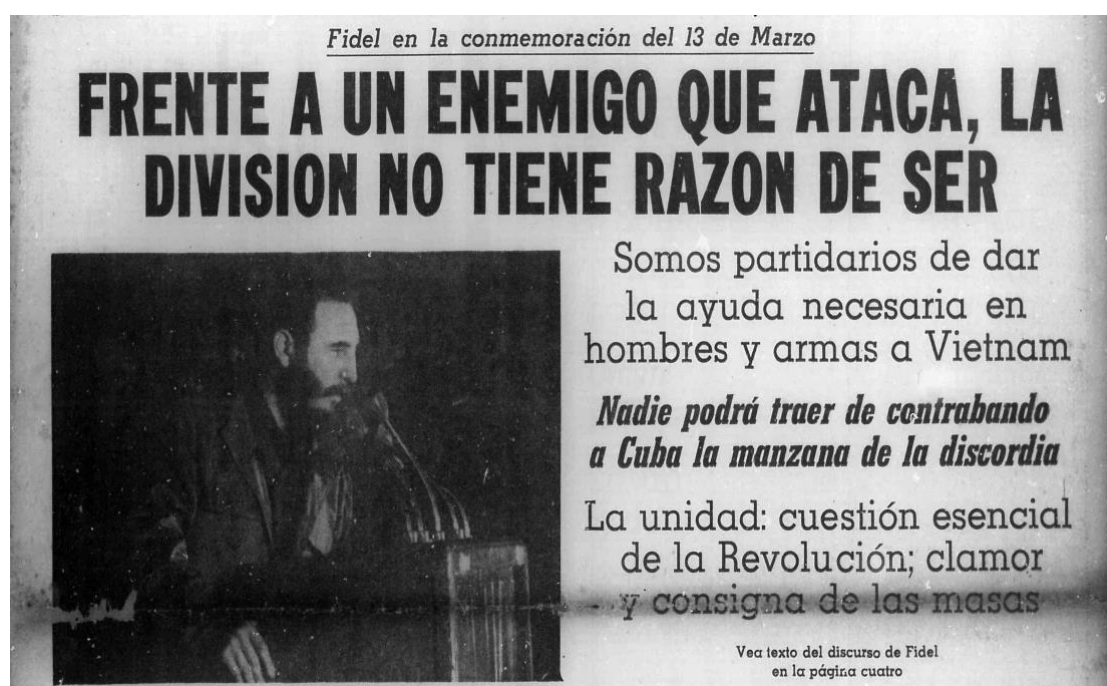 Fidel en la conmemoración del 13 de Marzo
FRENTE A UN ENEMIGO QUE ATACA, LA
DIVISION NO TIENE RAZON DE SER
Somos partidarios de dar
la ayuda necesaria en
hombres y armas a Vietnam
Nadie podrá traer de contrabando
a Cuba la manzana de la discordia
La unidad: cuestión esencial
de la Revolución; clamor
y consigna de las masas
Vea texto del discurso de Fidel
en la página cuatro